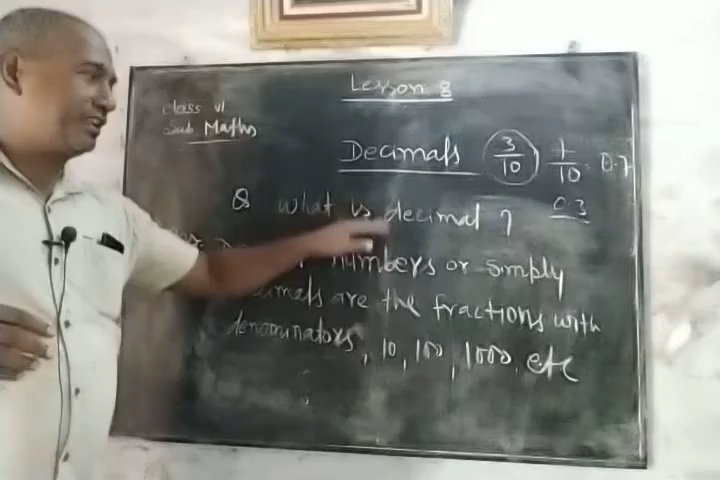 Lesson 8
Class VI
Sub Maths
Decimals 3/10 7/10 = 0.7
Q What is decimal ? 0.3
numbers or simply
are the fractions with
denominators, 10, 100, 1000. etc